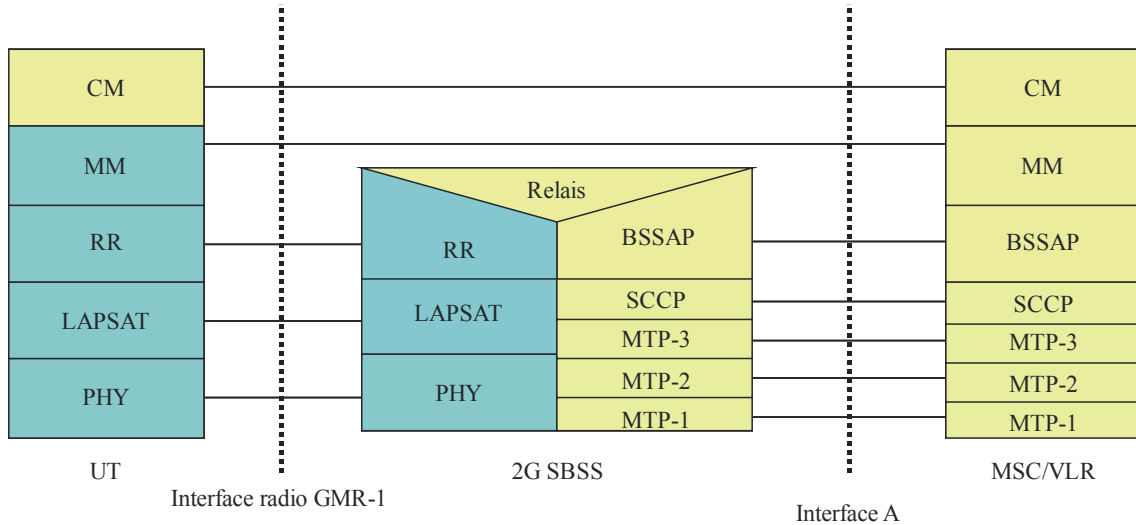 CM
MM
RR
LAPSAT
PHY
UT
Interface radio GMR-1
Relais
RR
LAPSAT
PHY
BSSAP
SCCP
MTP-3
MTP-2
MTP-1
2G SBSS
Interface A
CM
MM
BSSAP
SCCP
MTP-3
MTP-2
MTP-1
MSC/VLR